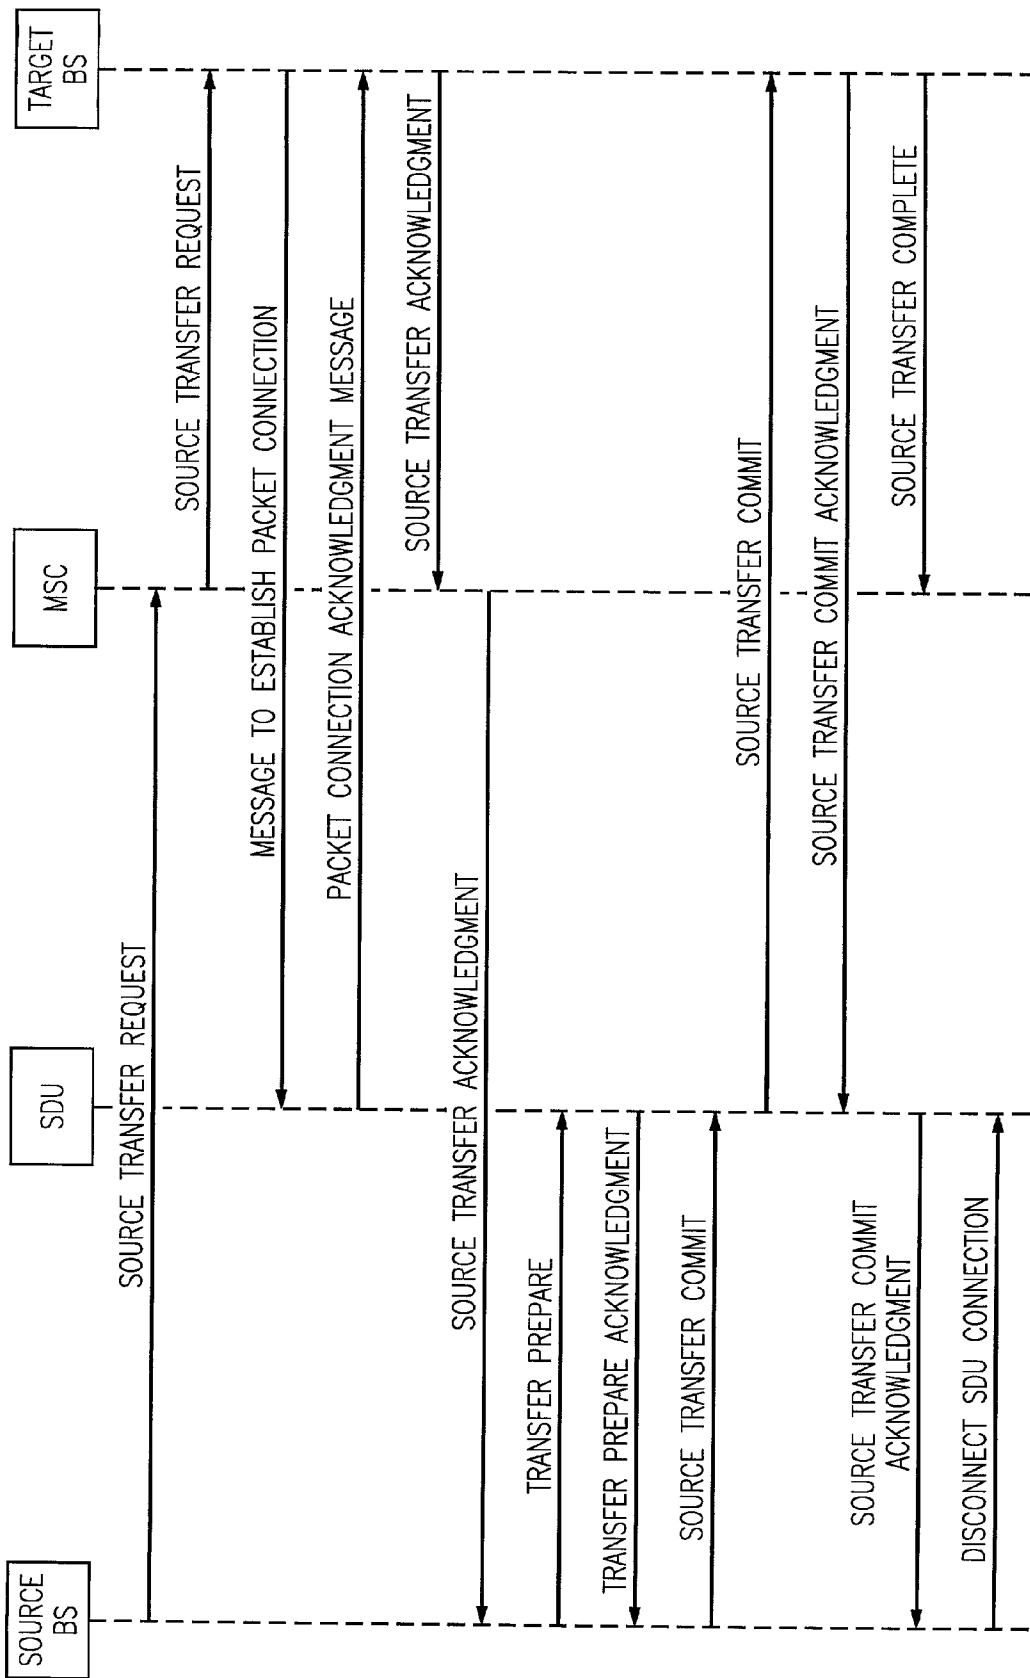 SOURCE
BS
SDU
MSC
TARGET
BS
SOURCE TRANSFER REQUEST
SOURCE TRANSFER REQUEST
MESSAGE TO ESTABLISH PACKET CONNECTION
PACKET CONNECTION ACKNOWLEDGMENT MESSAGE
SOURCE TRANSFER ACKNOWLEDGMENT
SOURCE TRANSFER ACKNOWLEDGMENT
TRANSFER PREPARE
TRANSFER PREPARE ACKNOWLEDGMENT
SOURCE TRANSFER COMMIT
SOURCE TRANSFER COMMIT
SOURCE TRANSFER COMMIT ACKNOWLEDGMENT
SOURCE TRANSFER COMMIT
ACKNOWLEDGMENT
SOURCE TRANSFER COMPLETE
DISCONNECT SDU CONNECTION